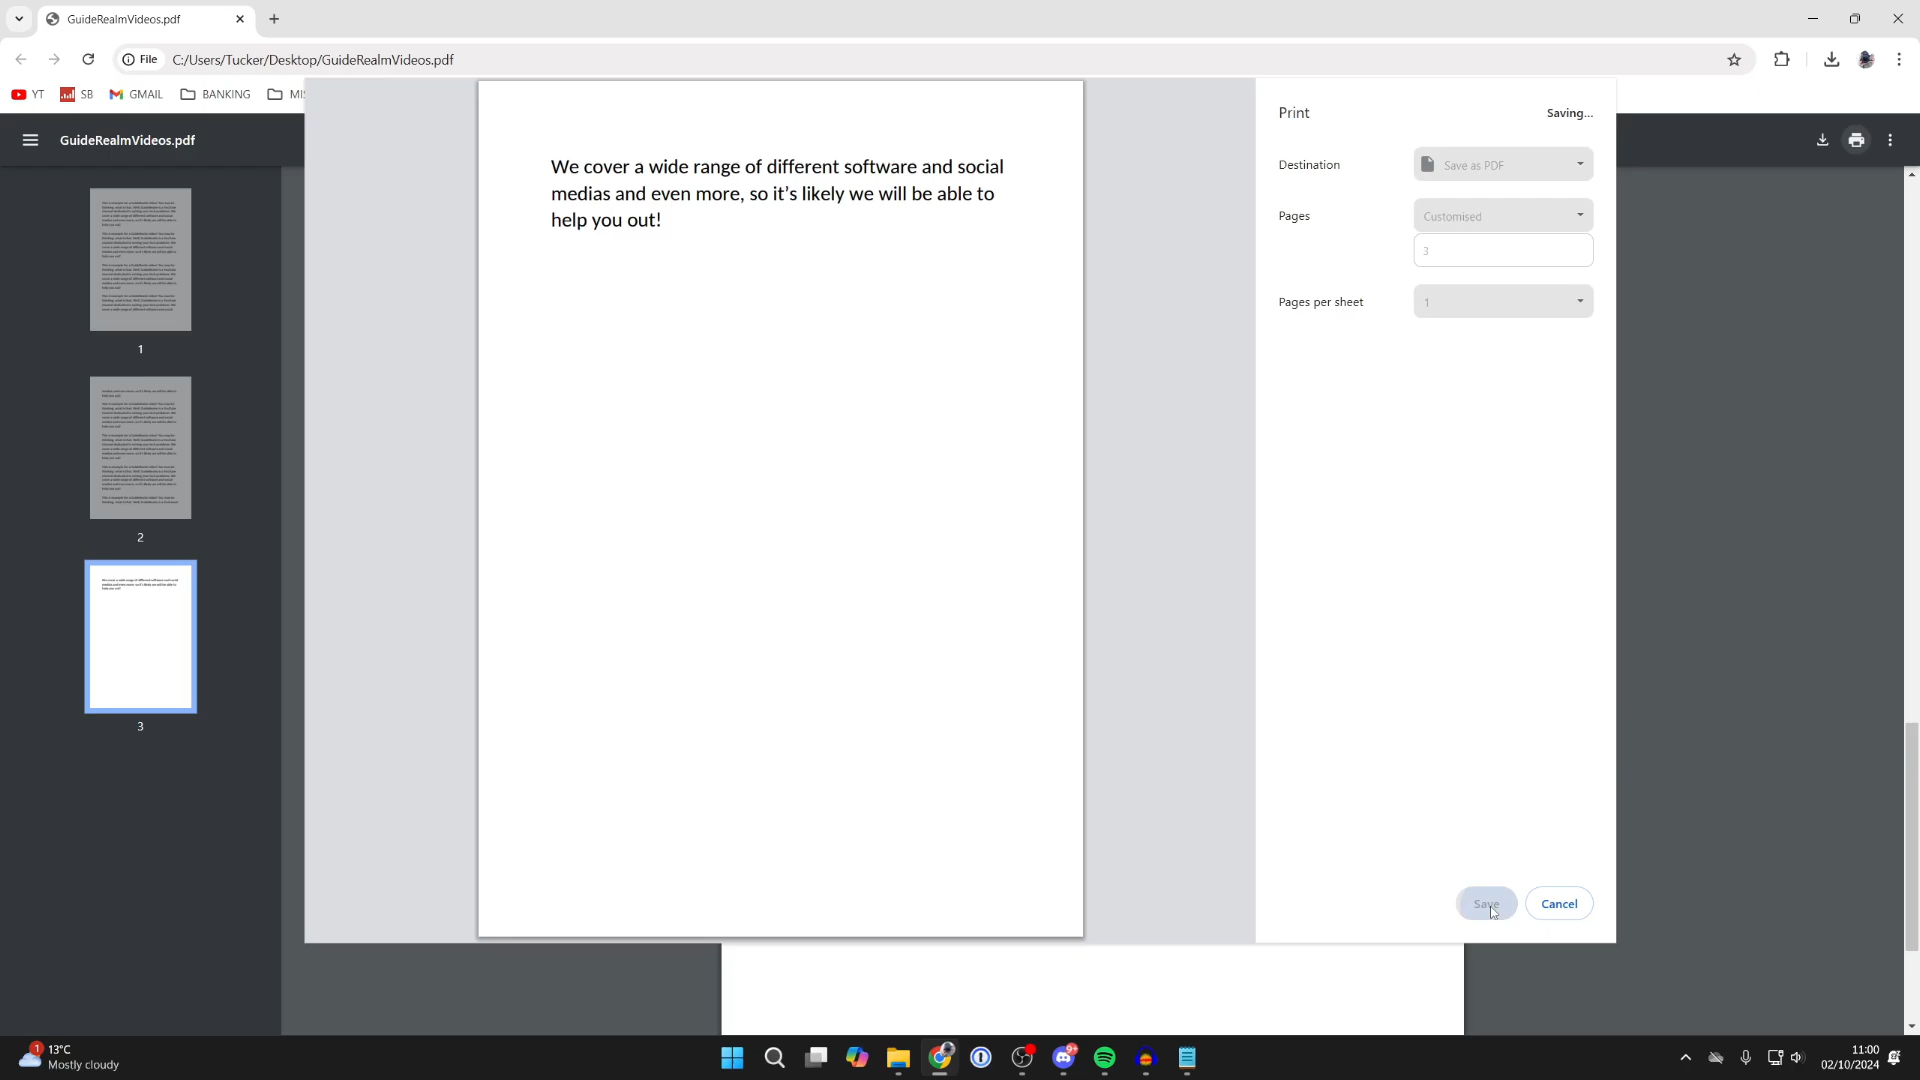 GuideRealmVideos.pdf
File C:/Users/Tucker/Desktop/GuideRealmVideos.pdf
YT SB GMAIL BANKING MI
GuideRealmVideos.pdf
1
2
3
We cover a wide range of different software and social
medias and even more, so it’s likely we will be able to
help you out!
Print Saving...
Destination Save as PDF
Pages Customised
3
Pages per sheet 1
Save Cancel
1
13°C
Mostly cloudy
9+
11:00
02/10/2024